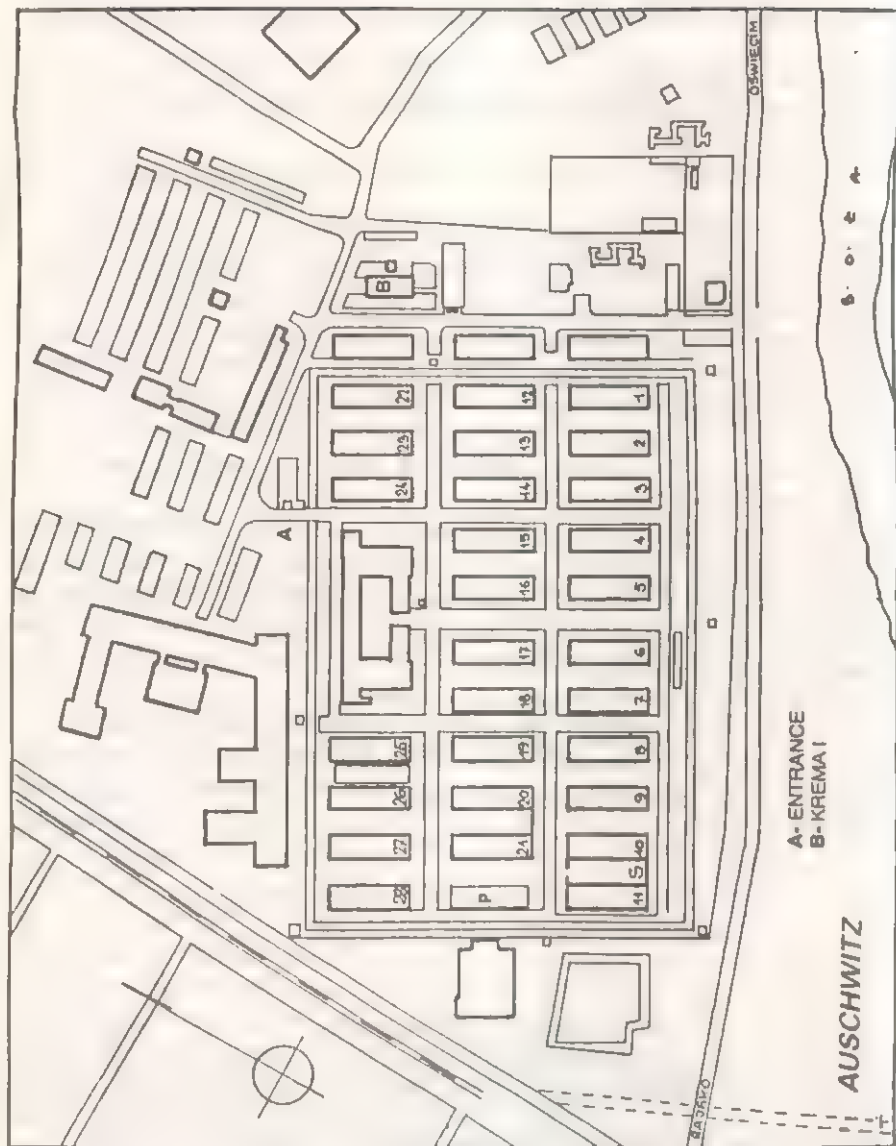 A
B
28 27 26 25 24 23 22
P 21 20 19 18 17 16 15 14 13 12
11 S 10 9 8 7 6 5 4 3 2 1
RAJSKO
OŚWIĘCIM
A- ENTRANCE
B- KREMA I
AUSCHWITZ
S · O · Ł · A